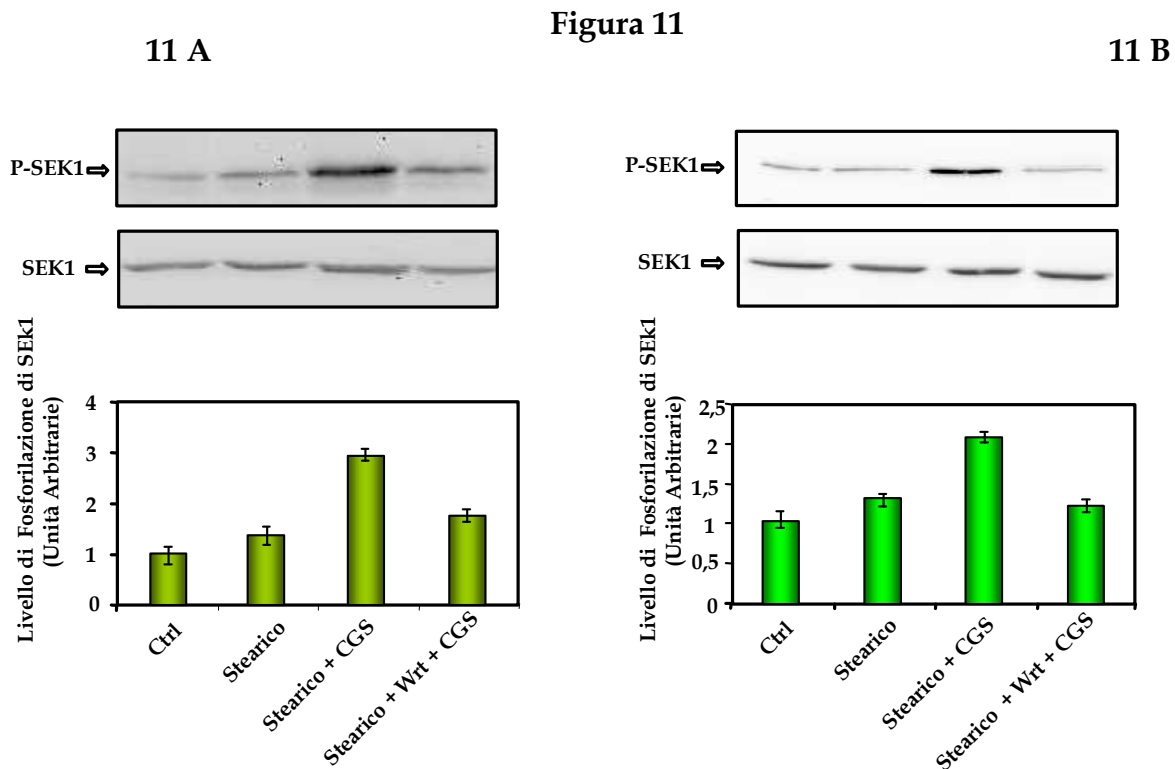 Figura 11
11 A
11 B
P-SEK1
SEK1
Livello di Fosforilazione di SEk1
(Unità Arbitrarie)
4
3
2
1
0
Ctrl
Stearico
Stearico + CGS
Stearico + Wrt + CGS
P-SEK1
SEK1
Livello di Fosforilazione di SEk1
(Unità Arbitrarie)
2,5
2
1,5
1
0,5
0
Ctrl
Stearico
Stearico + CGS
Stearico + Wrt + CGS